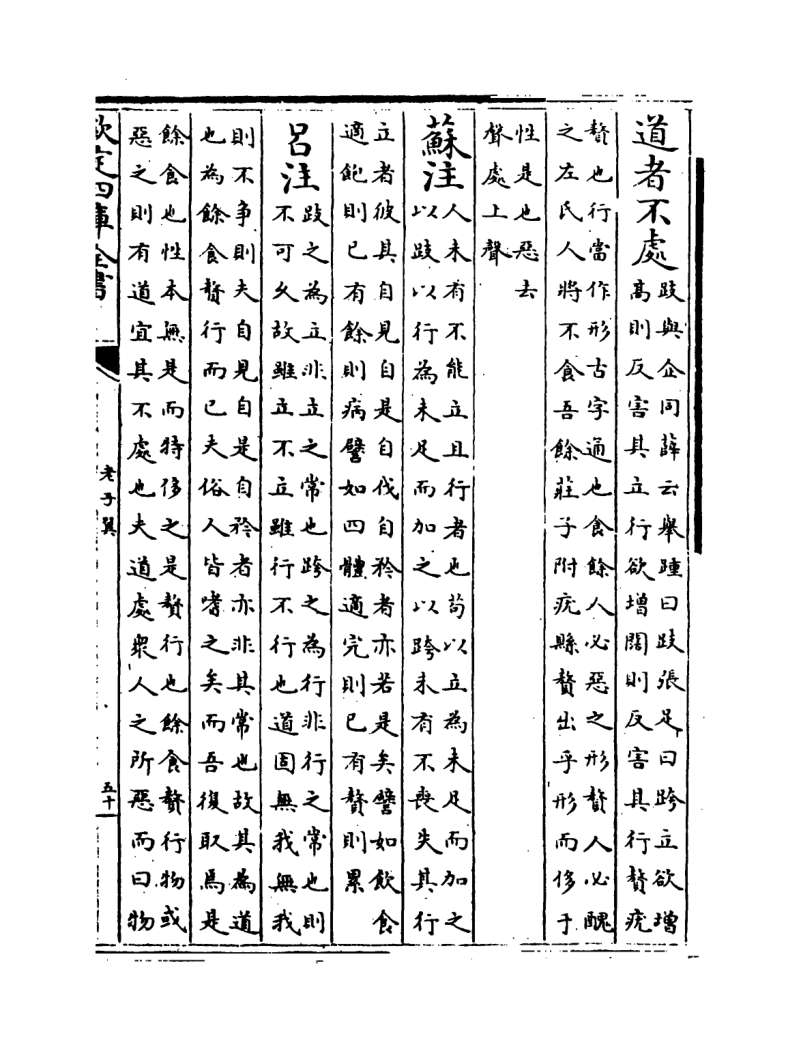 道者不處
跂與企同薛云舉踵曰跂張足曰跨立欲增
高則反害其立行欲增闊則反害其行贅疣
贅也行當作形古字通也食餘人必惡之形贅人必醜
之左氏人將不食吾餘莊子附疣縣贅出乎形而侈于
性是也惡去
聲處上聲
蘇注
人未有不能立且行者也苟以立為未足而加之
以跂以行為未足而加之以跨未有不喪失其行
立者彼其自見自是自伐自矜者亦若是矣譬如飲食
適飽則已有餘則病譬如四體適完則已有贅則累
呂注
跂之為立非立之常也跨之為行非行之常也則
不可久故雖立不立雖行不行也道固無我無我
則不争則夫自見自是自矜者亦非其常也故其為道
也為餘食贅行而已夫俗人皆嗜之矣而吾復取焉是
餘食也性本無是而特侈之是贅行也餘食贅行物或
惡之則有道宜其不處也夫道處衆人之所惡而曰物
欽定四庫全書
老子翼
五十